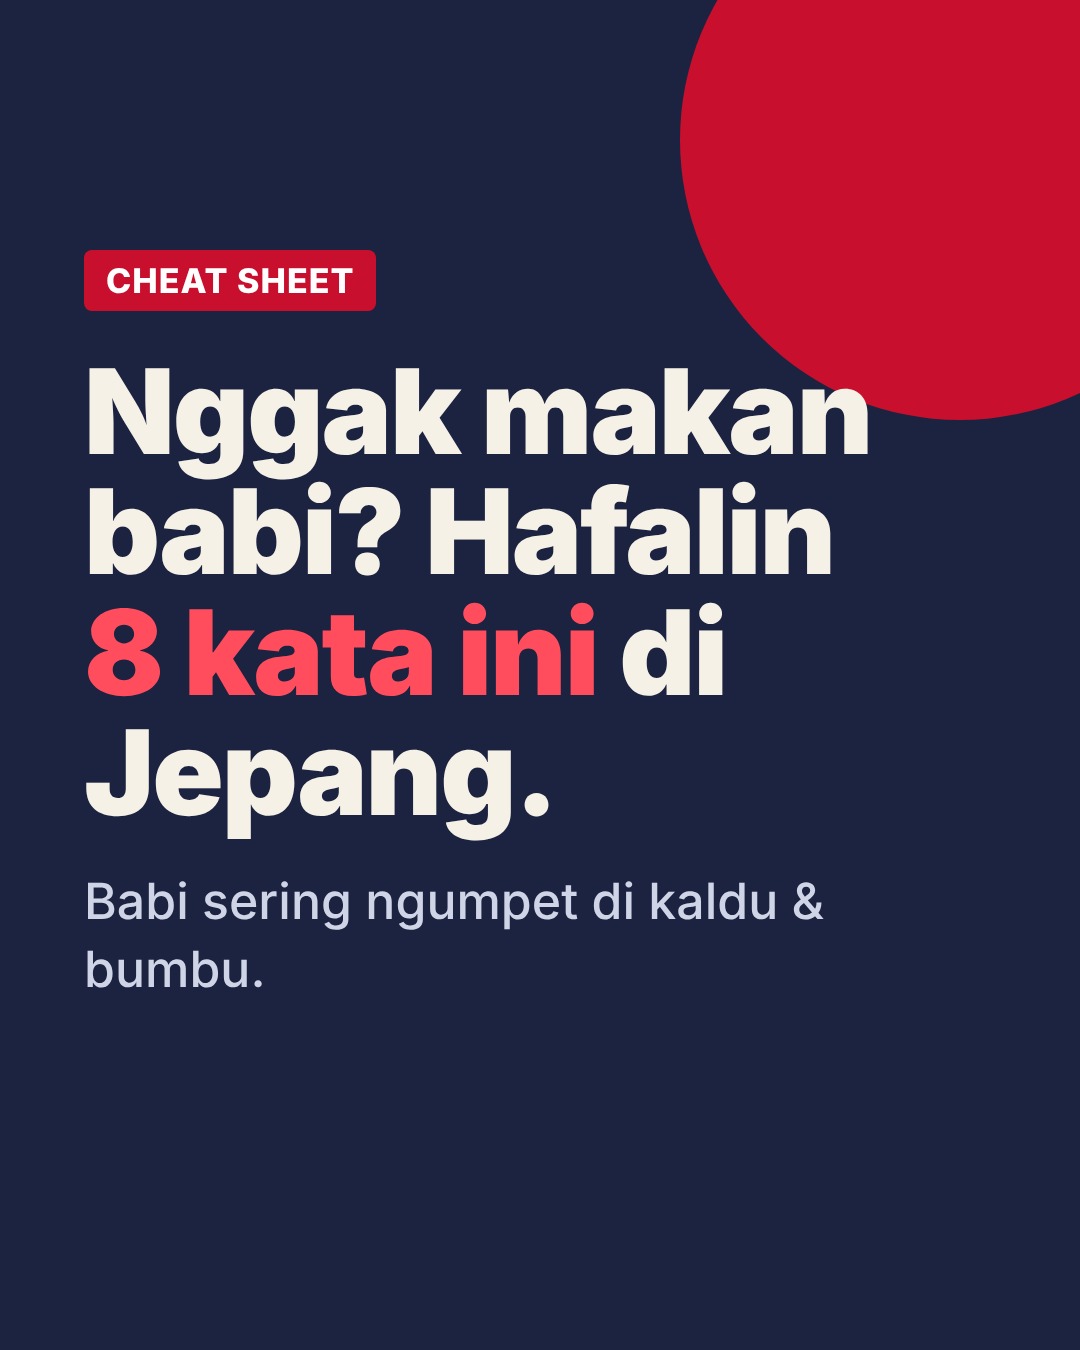 CHEAT SHEET
Nggak makan
babi? Hafalin
8 kata ini di
Jepang.
Babi sering ngumpet di kaldu &
bumbu.